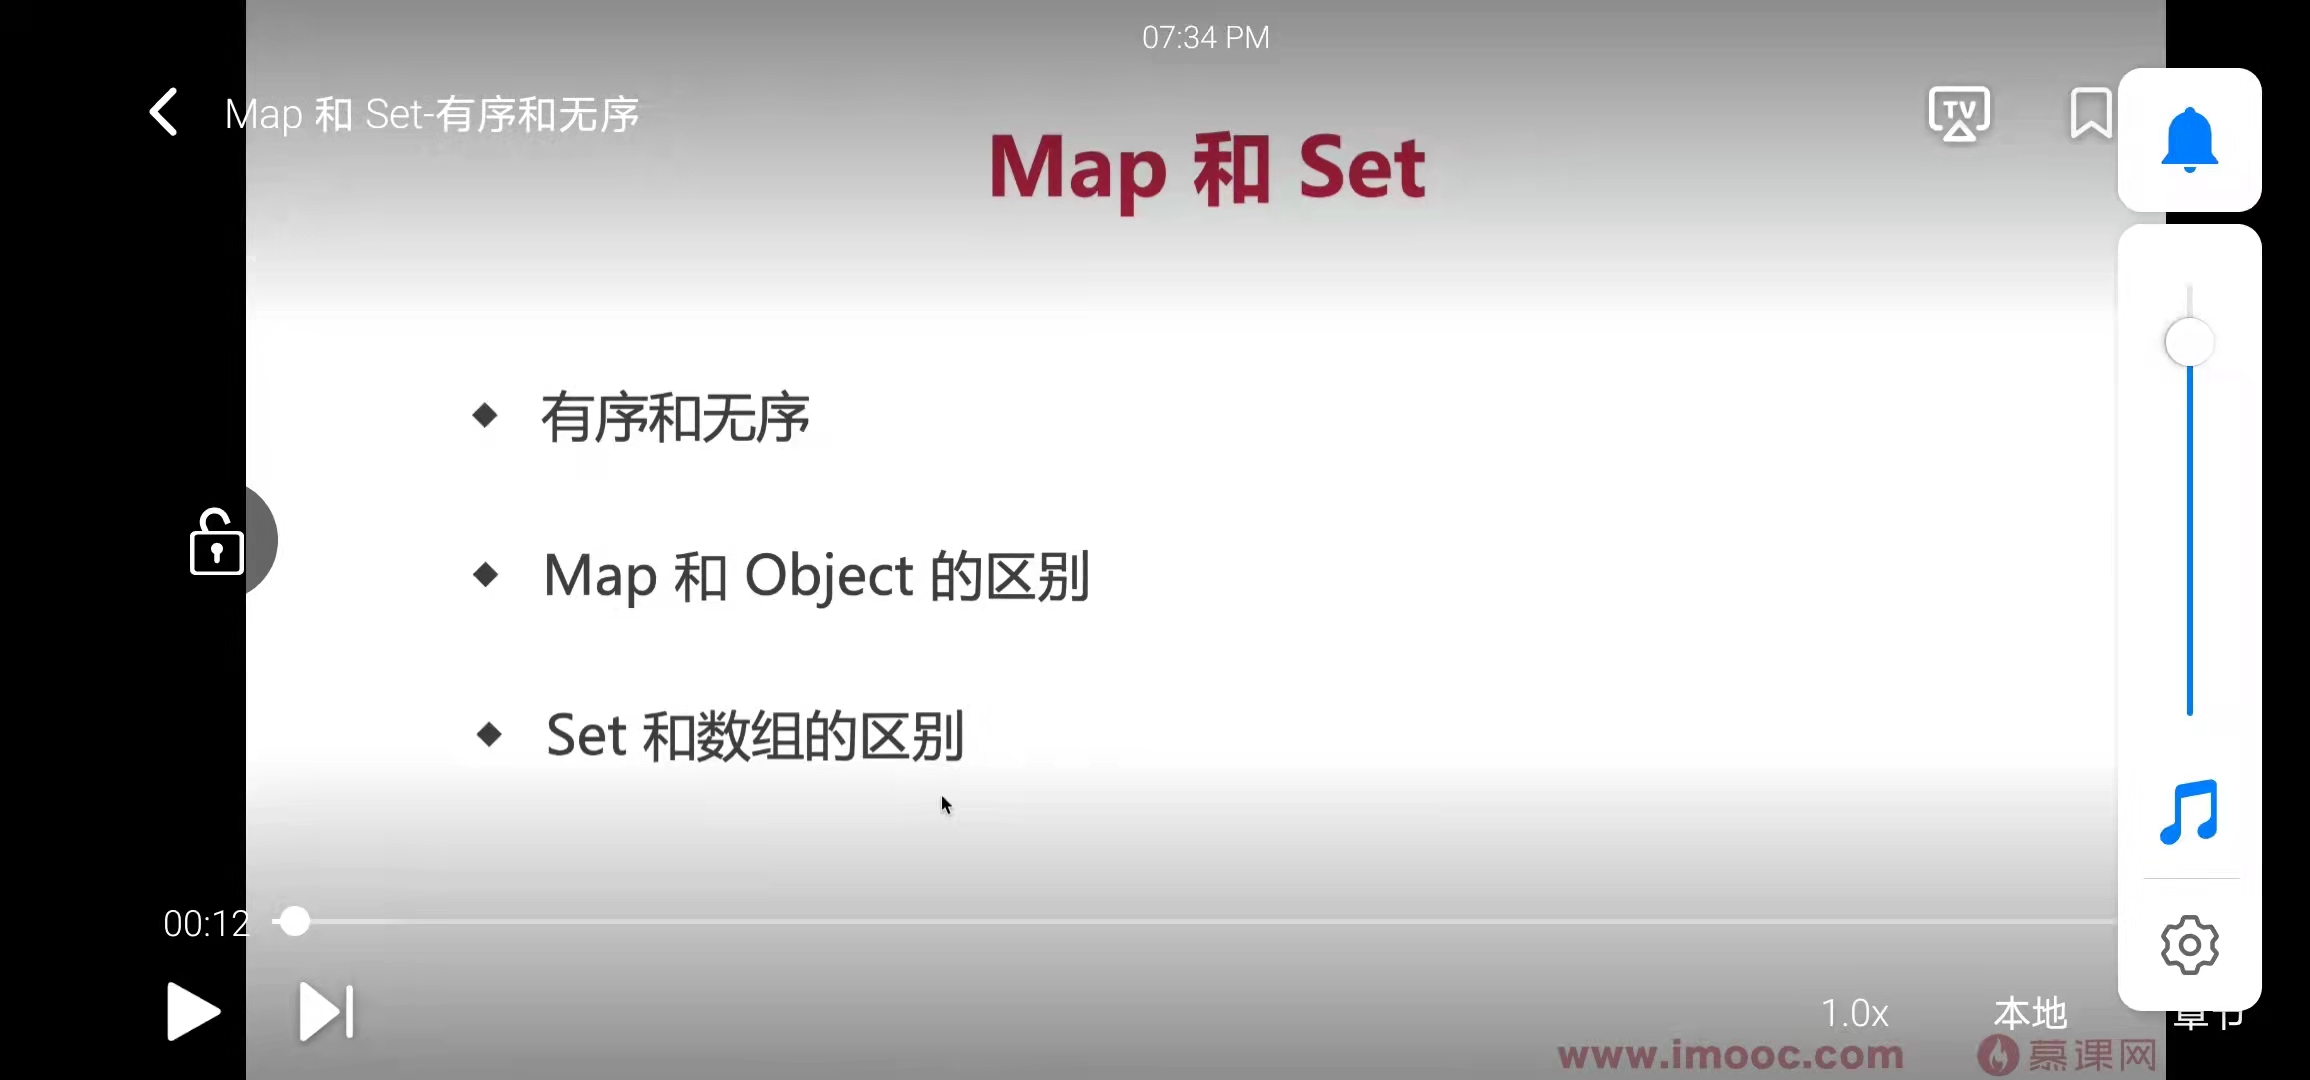 07:34 PM
Map 和 Set-有序和无序
TV
Map 和 Set
有序和无序
Map 和 Object 的区别
Set 和数组的区别
00:12
1.0x
本地
章节
www.imooc.com
慕课网